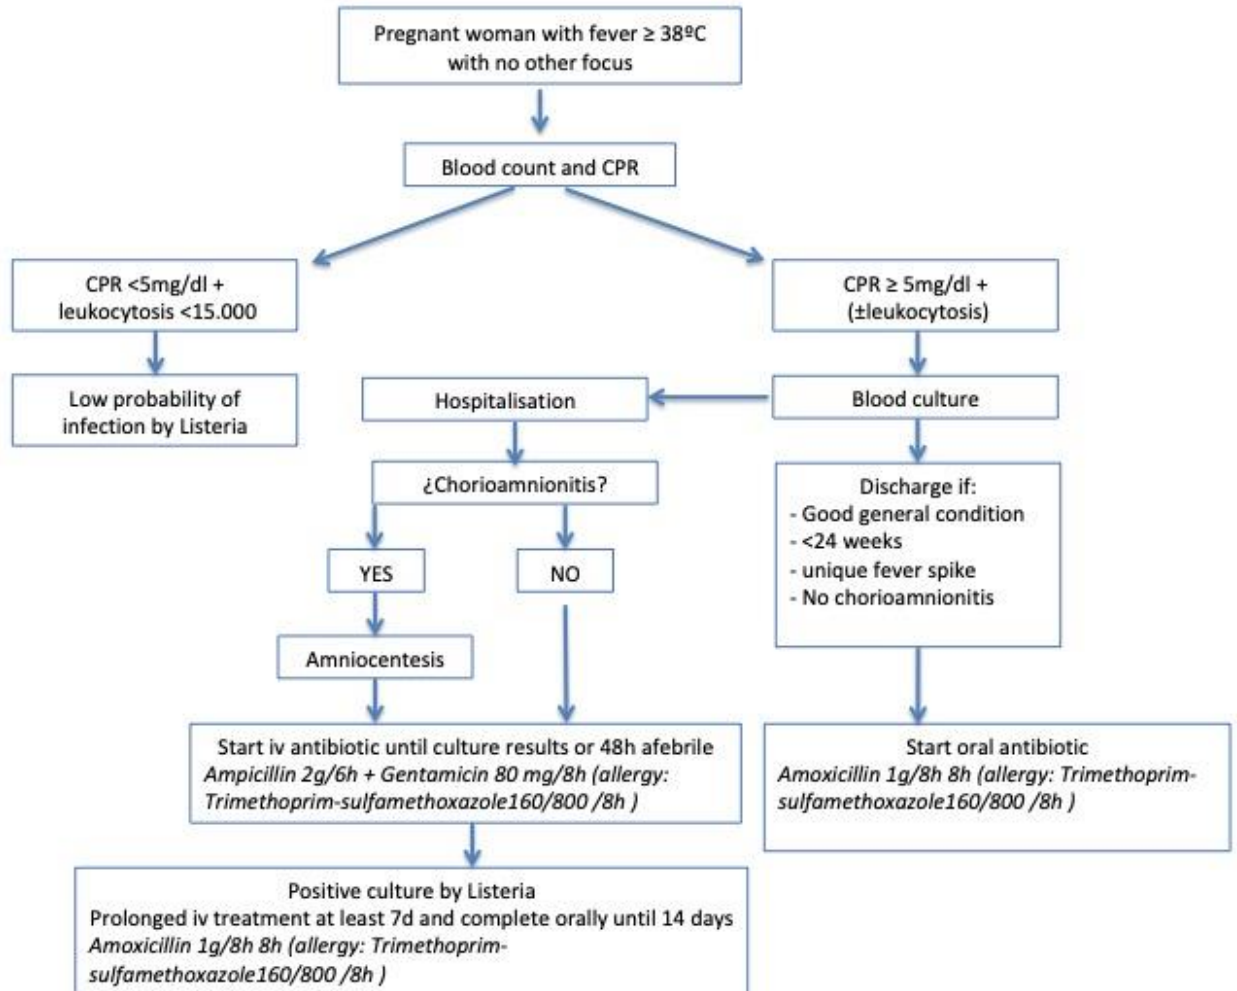 Pregnant woman with fever ≥ 38ºC
with no other focus
Blood count and CPR
CPR <5mg/dl +
leukocytosis <15.000
CPR ≥ 5mg/dl +
(±leukocytosis)
Low probability of
infection by Listeria
Hospitalisation
Blood culture
¿Chorioamnionitis?
Discharge if:
- Good general condition
- <24 weeks
- unique fever spike
- No chorioamnionitis
YES
NO
Amniocentesis
Start iv antibiotic until culture results or 48h afebrile
Ampicillin 2g/6h + Gentamicin 80 mg/8h (allergy:
Trimethoprim-sulfamethoxazole160/800 /8h )
Start oral antibiotic
Amoxicillin 1g/8h 8h (allergy: Trimethoprim-
sulfamethoxazole160/800 /8h )
Positive culture by Listeria
Prolonged iv treatment at least 7d and complete orally until 14 days
Amoxicillin 1g/8h 8h (allergy: Trimethoprim-
sulfamethoxazole160/800 /8h )